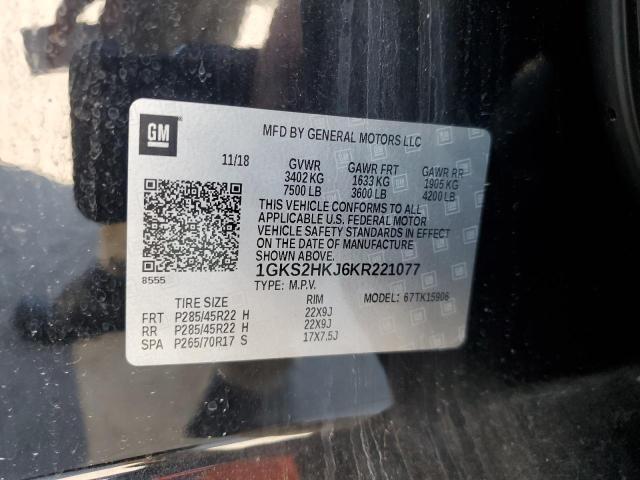 GM
MFD BY GENERAL MOTORS LLC
11/18 GVWR GAWR FRT GAWR RR
3402 KG 1633 KG 1905 KG
7500 LB 3600 LB 4200 LB
THIS VEHICLE CONFORMS TO ALL
APPLICABLE U.S. FEDERAL MOTOR
VEHICLE SAFETY STANDARDS IN EFFECT
ON THE DATE OF MANUFACTURE
SHOWN ABOVE.
8555 1GKS2HKJ6KR221077
TYPE: M.P.V. MODEL: 67TK15906
TIRE SIZE RIM
FRT P285/45R22 H 22X9J
RR P285/45R22 H 22X9J
SPA P265/70R17 S 17X7.5J